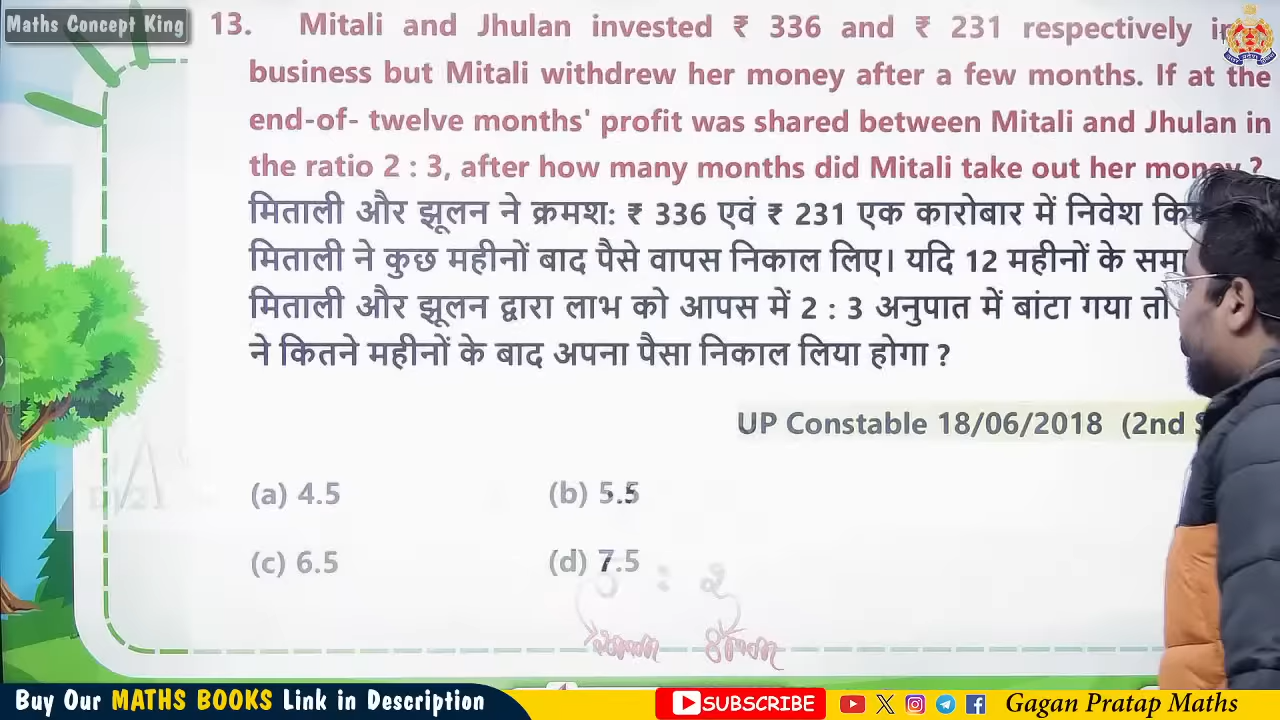 Maths Concept King
13. Mitali and Jhulan invested ₹ 336 and ₹ 231 respectively in
business but Mitali withdrew her money after a few months. If at the
end-of- twelve months' profit was shared between Mitali and Jhulan in
the ratio 2 : 3, after how many months did Mitali take out her money ?
मिताली और झूलन ने क्रमश: ₹ 336 एवं ₹ 231 एक कारोबार में निवेश
मिताली ने कुछ महीनों बाद पैसे वापस निकाल लिए। यदि 12 महीनों के
मिताली और झूलन द्वारा लाभ को आपस में 2 : 3 अनुपात में बांटा गया तो
ने कितने महीनों के बाद अपना पैसा निकाल लिया होगा ?
UP Constable 18/06/2018 (2nd
(a) 4.5 (b) 5.5
(c) 6.5 (d) 7.5
Buy Our MATHS BOOKS Link in Description SUBSCRIBE Gagan Pratap Maths